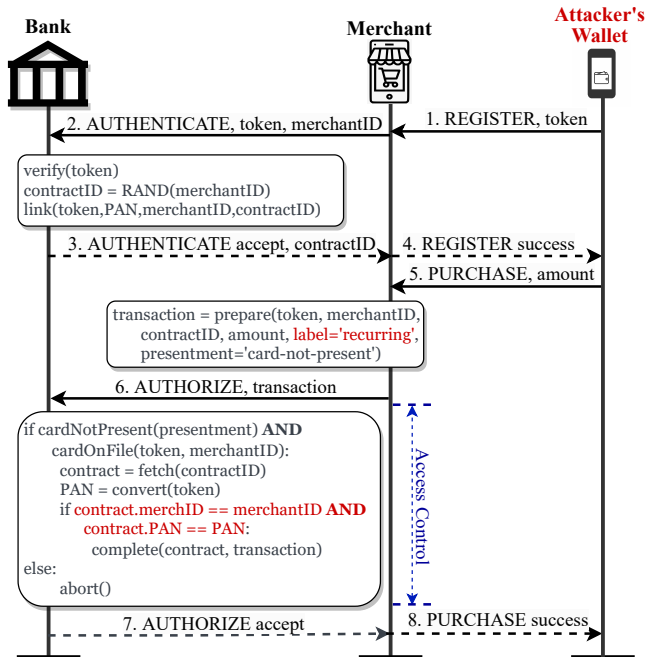 Bank
Merchant
Attacker's
Wallet
1. REGISTER, token
2. AUTHENTICATE, token, merchantID
verify(token)
contractID = RAND(merchantID)
link(token,PAN,merchantID,contractID)
3. AUTHENTICATE accept, contractID
4. REGISTER success
5. PURCHASE, amount
transaction = prepare(token, merchantID,
contractID, amount, label='recurring',
presentment='card-not-present')
6. AUTHORIZE, transaction
if cardNotPresent(presentment) AND
cardOnFile(token, merchantID):
contract = fetch(contractID)
PAN = convert(token)
if contract.merchID == merchantID AND
contract.PAN == PAN:
complete(contract, transaction)
else:
abort()
Access Control
7. AUTHORIZE accept
8. PURCHASE success